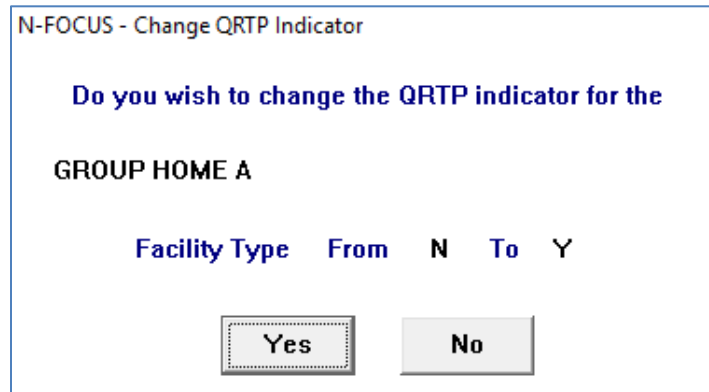 N-FOCUS - Change QRTP Indicator
Do you wish to change the QRTP indicator for the
GROUP HOME A
Facility Type From N To Y
Yes No